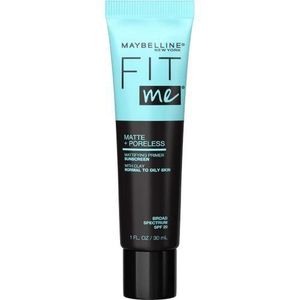 MAYBELLINE
NEW YORK
FIT
me®
MATTE
+ PORELESS
MATTIFYING PRIMER
SUNSCREEN
WITH CLAY
NORMAL TO OILY SKIN
BROAD
SPECTRUM
SPF 20
1 FL. OZ / 30 mL